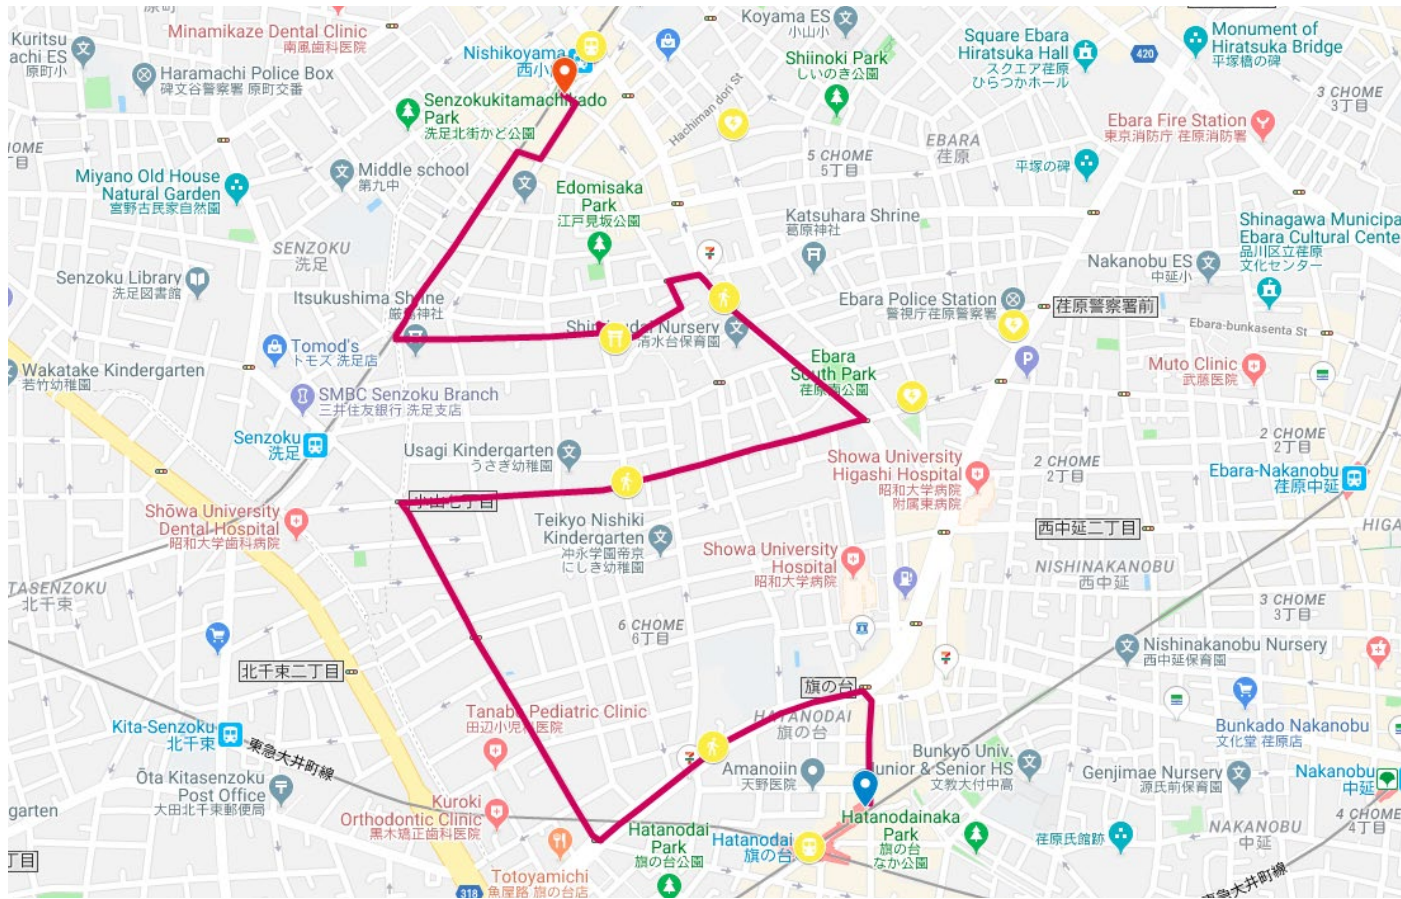 原町
Koyama ES
小山小
Minamikaze Dental Clinic
南風歯科医院
Kuritsu
achi ES
原町小
Haramachi Police Box
碑文谷警察署 原町交番
Nishikoyama
西小
Shiinoki Park
しいのき公園
Square Ebara
Hiratsuka Hall
スクエア荏原
ひらつかホール
420
Monument of
Hiratsuka Bridge
平塚橋の碑
3 CHOME
3丁目
Senzokukitamachikado
Park
洗足北街かど公園
Hachiman dori St
EBARA
荏原
Ebara Fire Station
東京消防庁 荏原消防署
HOME
丁目
Middle school
第九中
5 CHOME
5丁目
平塚の碑
Miyano Old House
Natural Garden
宮野古民家自然園
Edomisaka
Park
江戸見坂公園
Katsuhara Shrine
葛原神社
Shinagawa Municipa
Ebara Cultural Cente
品川区立荏原
文化センター
SENZOKU
洗足
Nakanobu ES
中延小
Senzoku Library
洗足図書館
Itsukushima Shrine
厳島神社
Ebara Police Station
警視庁荏原警察署
荏原警察署前
Ebara-bunkasenta St
Nursery
清水台保育園
Tomod's
トモズ 洗足店
Ebara
South Park
荏原南公園
P
Muto Clinic
武藤医院
Wakatake Kindergarten
若竹幼稚園
SMBC Senzoku Branch
三井住友銀行 洗足支店
Senzoku
洗足
Usagi Kindergarten
うさぎ幼稚園
2 CHOME
2丁目
Showa University
Higashi Hospital
昭和大学病院
附属東病院
2 CHOME
2丁目
Ebara-Nakanobu
荏原中延
小山七丁目
Shōwa University
Dental Hospital
昭和大学歯科病院
Teikyo Nishiki
Kindergarten
冲永学園帝京
にしき幼稚園
西中延二丁目
HIGA
Showa University
Hospital
昭和大学病院
NISHINAKANOBU
西中延
TASENZOKU
北千束
6 CHOME
6丁目
3 CHOME
3丁目
Nishinakanobu Nursery
西中延保育園
北千束二丁目
旗の台
Tanabe Pediatric Clinic
田辺小児科医院
HATANODAI
旗の台
Kita-Senzoku
北千束
東急大井町線
Bunkado Nakanobu
文化堂 荏原店
Amanoiin
天野医院
Bunkyō Univ.
Junior & Senior HS
文教大付中高
Genjimae Nursery
源氏前保育園
Nakanobu
中延
Ōta Kitasenzoku
Post Office
大田北千束郵便局
garten
Kuroki
Orthodontic Clinic
黒木矯正歯科医院
Hatanodai
Park
旗の台公園
Hatanodai
旗の台
Hatanodainaka
Park
旗の台
なか公園
荏原氏館跡
NAKANOBU
中延
4 CHOME
4丁目
丁目
Totoyamichi
魚屋路 旗の台店
318
東急大井町線